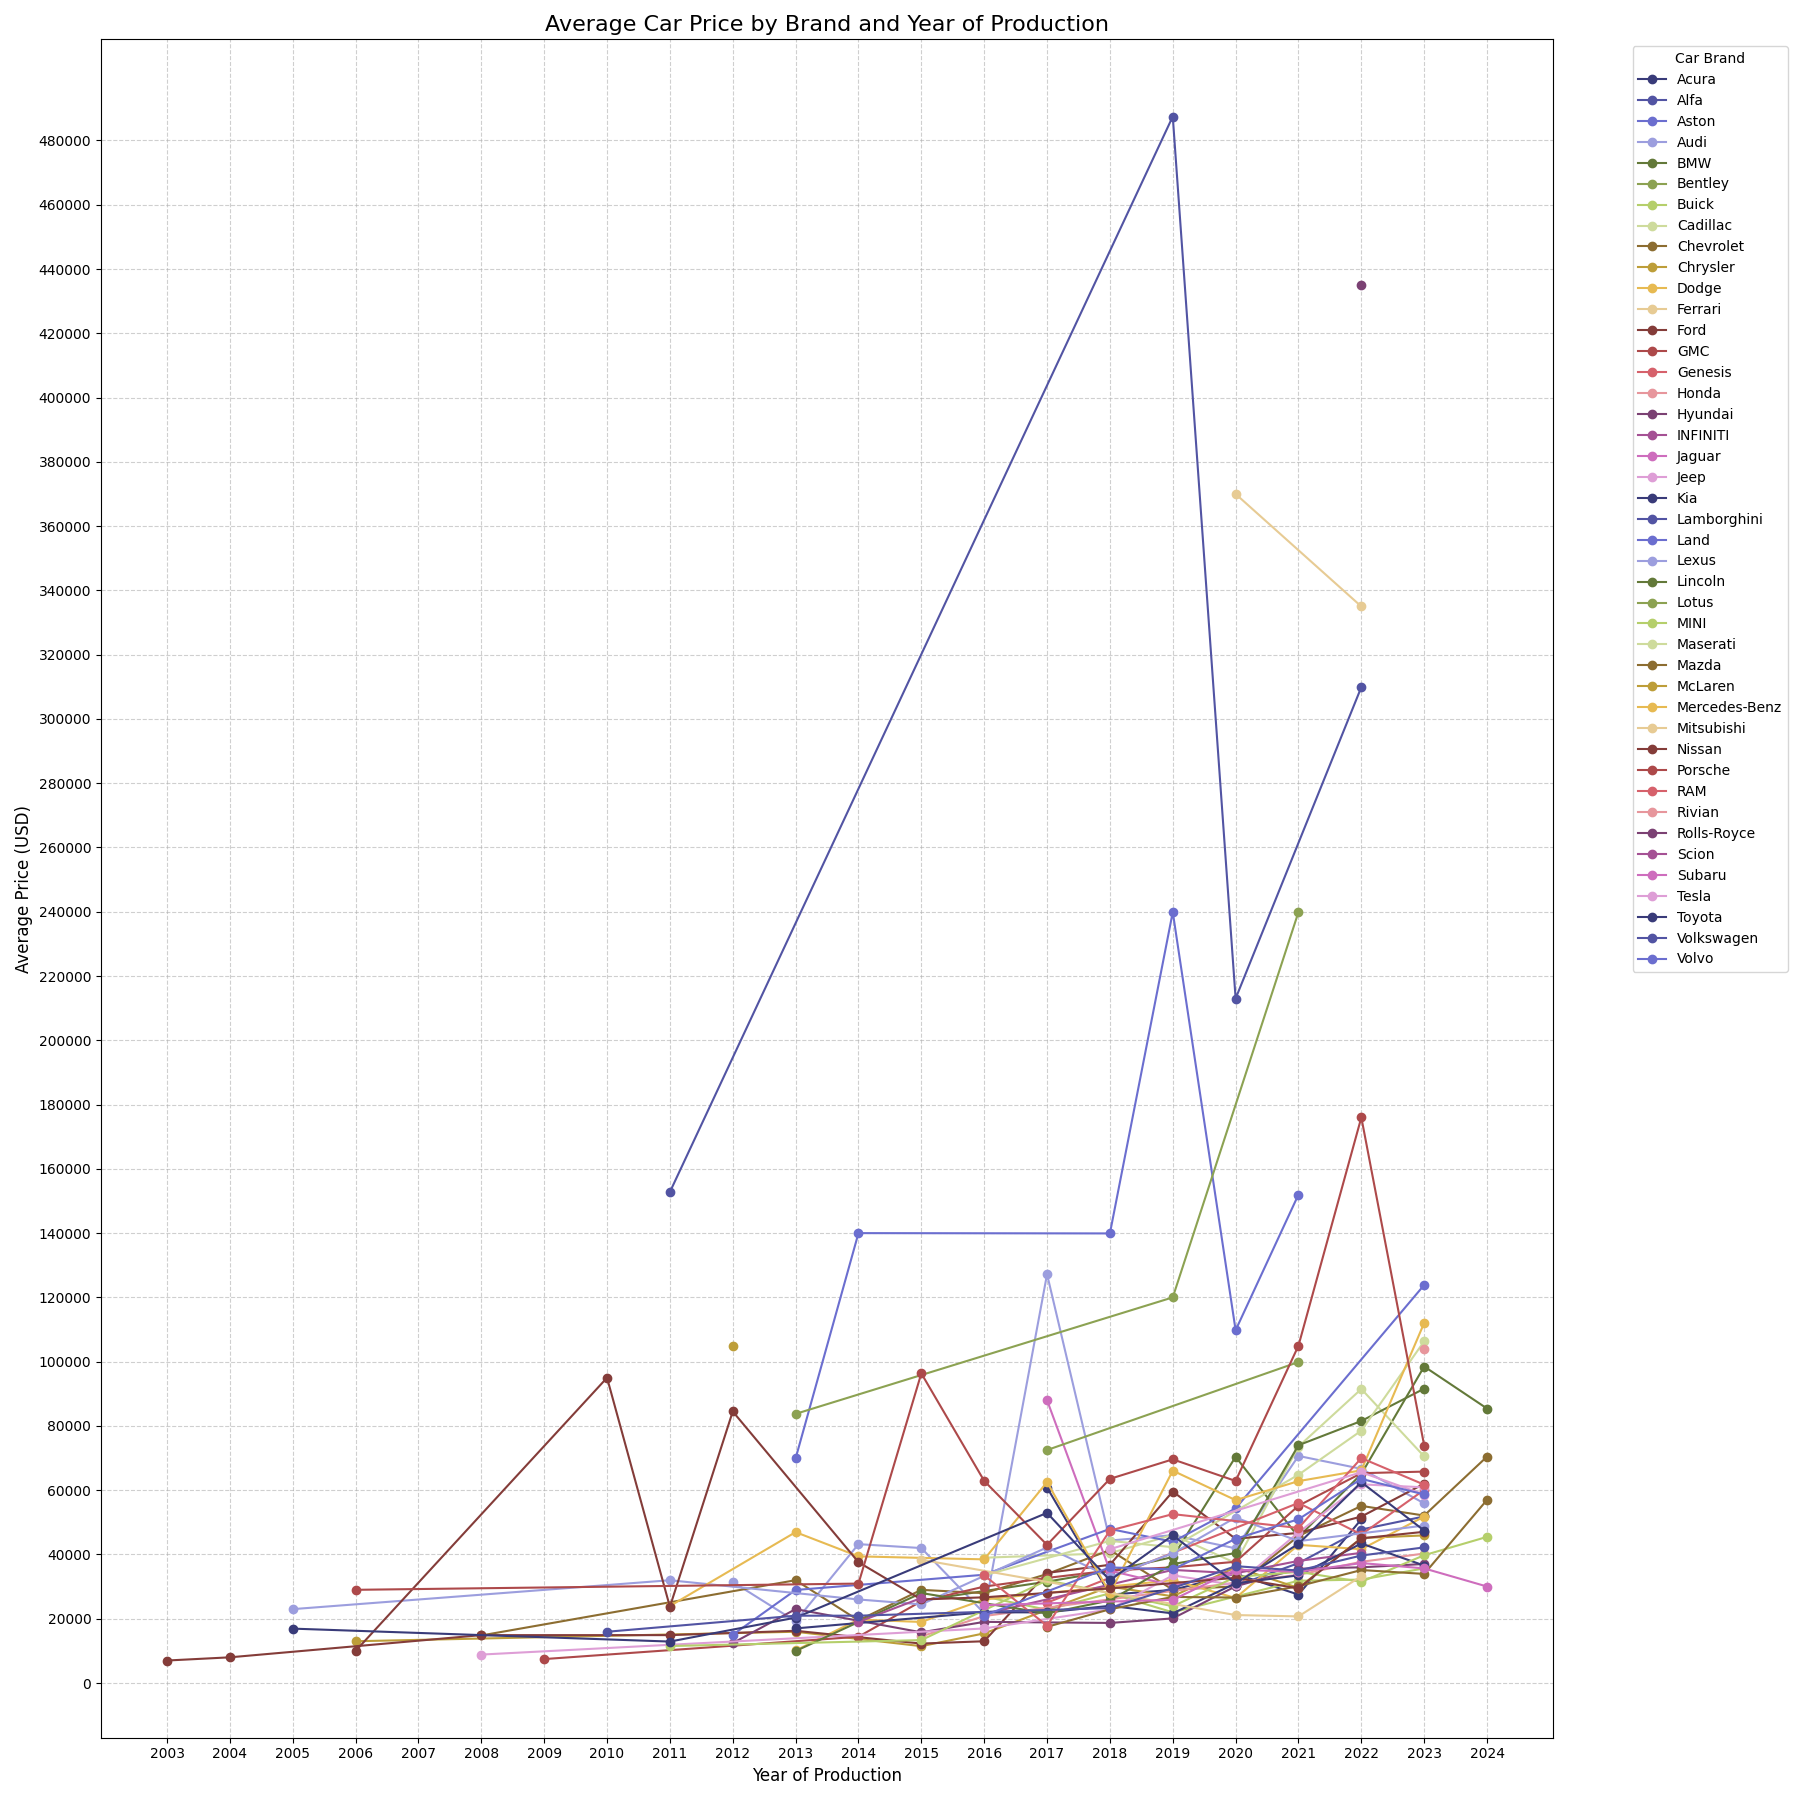 Average Car Price by Brand and Year of Production
Average Price (USD)
480000
460000
440000
420000
400000
380000
360000
340000
320000
300000
280000
260000
240000
220000
200000
180000
160000
140000
120000
100000
80000
60000
40000
20000
0
2003 2004 2005 2006 2007 2008 2009 2010 2011 2012 2013 2014 2015 2016 2017 2018 2019 2020 2021 2022 2023 2024
Year of Production
Car Brand
Acura
Alfa
Aston
Audi
BMW
Bentley
Buick
Cadillac
Chevrolet
Chrysler
Dodge
Ferrari
Ford
GMC
Genesis
Honda
Hyundai
INFINITI
Jaguar
Jeep
Kia
Lamborghini
Land
Lexus
Lincoln
Lotus
MINI
Maserati
Mazda
McLaren
Mercedes-Benz
Mitsubishi
Nissan
Porsche
RAM
Rivian
Rolls-Royce
Scion
Subaru
Tesla
Toyota
Volkswagen
Volvo